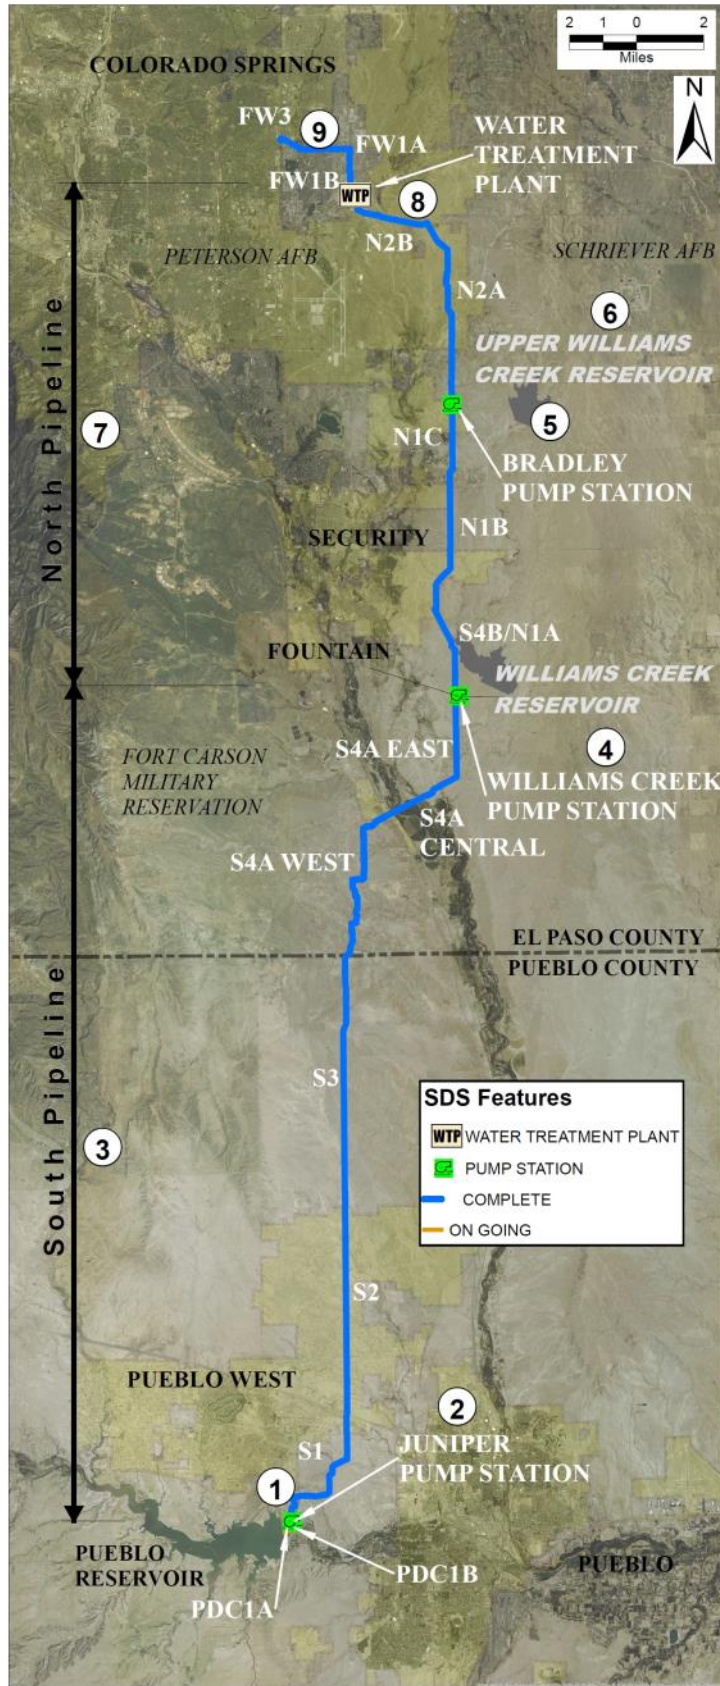 2 1 0 2
Miles
COLORADO SPRINGS
N
FW3
9
FW1A
WATER
TREATMENT
PLANT
FW1B
WTP
8
N2B
PETERSON AFB
SCHRIEVER AFB
N2A
6
UPPER WILLIAMS
CREEK RESERVOIR
North Pipeline
7
5
N1C
BRADLEY
PUMP STATION
N1B
SECURITY
S4B/N1A
FOUNTAIN
WILLIAMS CREEK
RESERVOIR
4
S4A EAST
FORT CARSON
MILITARY
RESERVATION
WILLIAMS CREEK
PUMP STATION
S4A
CENTRAL
S4A WEST
EL PASO COUNTY
PUEBLO COUNTY
South Pipeline
3
S3
SDS Features
WTP WATER TREATMENT PLANT
PUMP STATION
COMPLETE
ON GOING
S2
PUEBLO WEST
2
JUNIPER
PUMP STATION
S1
1
PUEBLO
RESERVOIR
PDC1B
PDC1A
PUEBLO